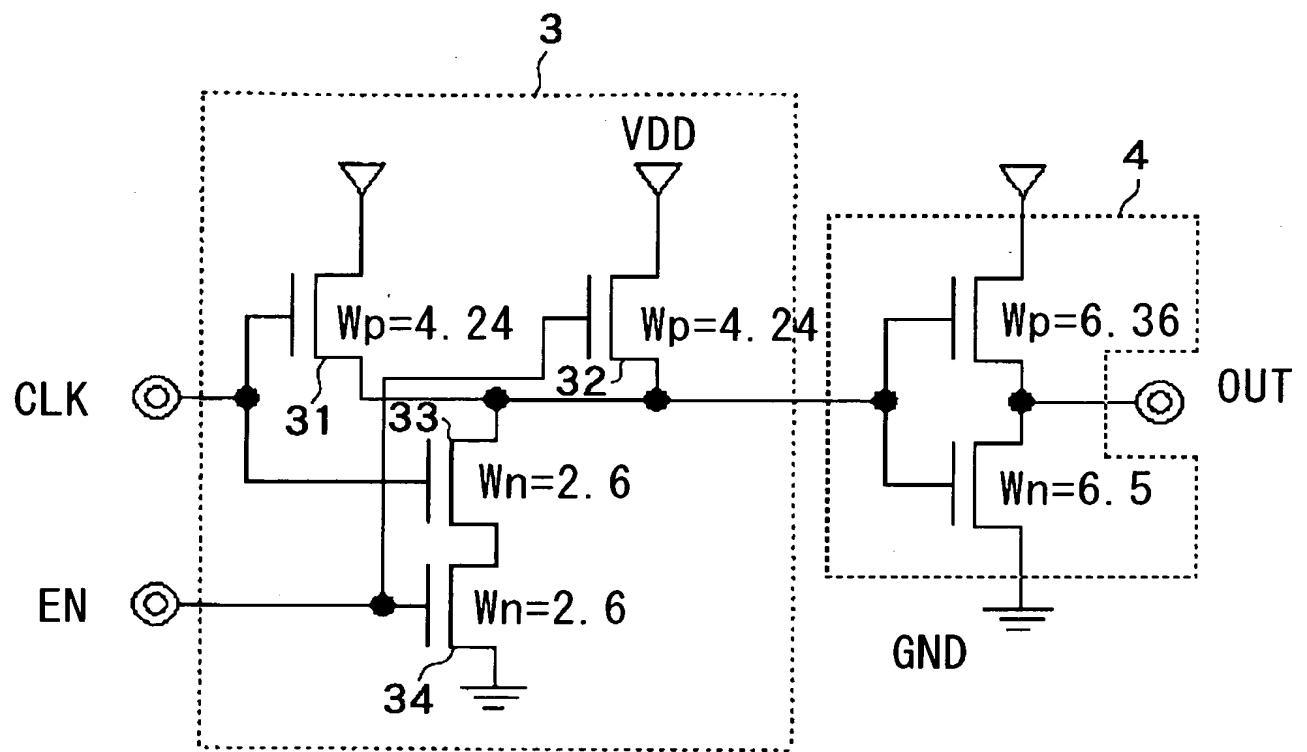 3
VDD
4
Wp=4.24
Wp=4.24
Wp=6.36
31
32
CLK
OUT
33
Wn=2.6
Wn=6.5
EN
Wn=2.6
GND
34